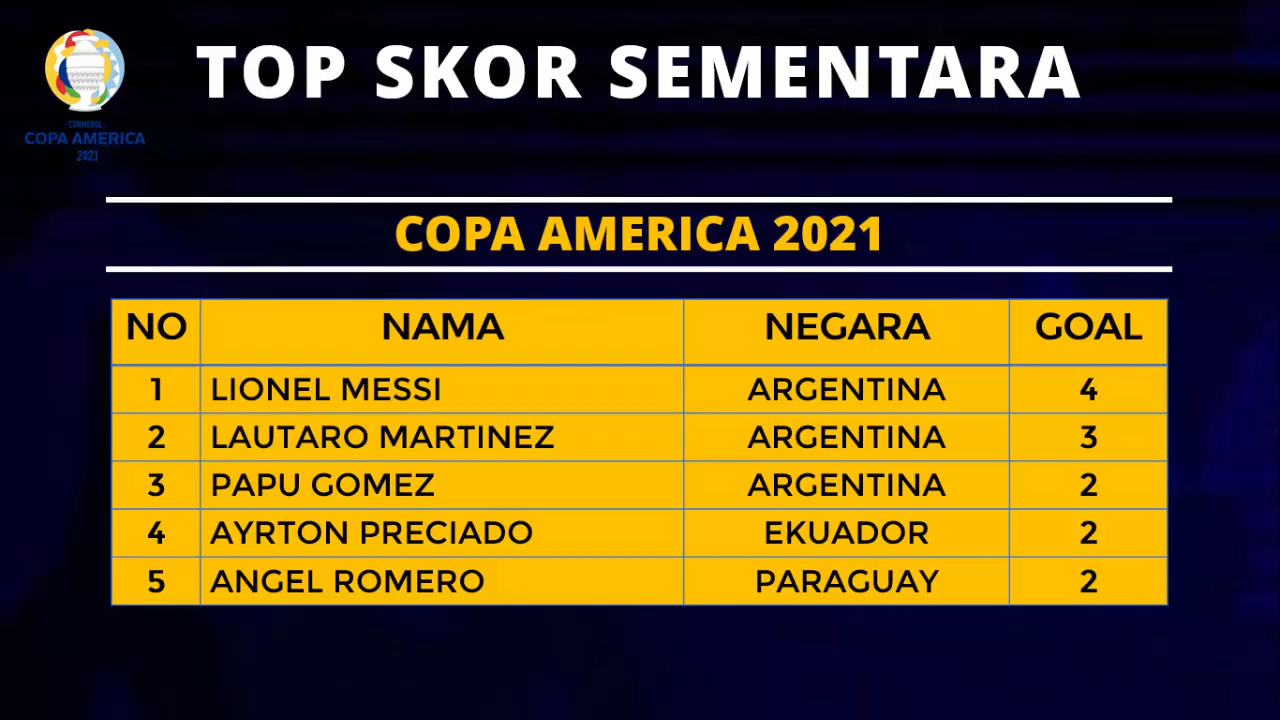 TOP SKOR SEMENTARA
CONMEBOL
COPA AMERICA
2021
COPA AMERICA 2021
NO NAMA NEGARA GOAL
1 LIONEL MESSI ARGENTINA 4
2 LAUTARO MARTINEZ ARGENTINA 3
3 PAPU GOMEZ ARGENTINA 2
4 AYRTON PRECIADO EKUADOR 2
5 ANGEL ROMERO PARAGUAY 2